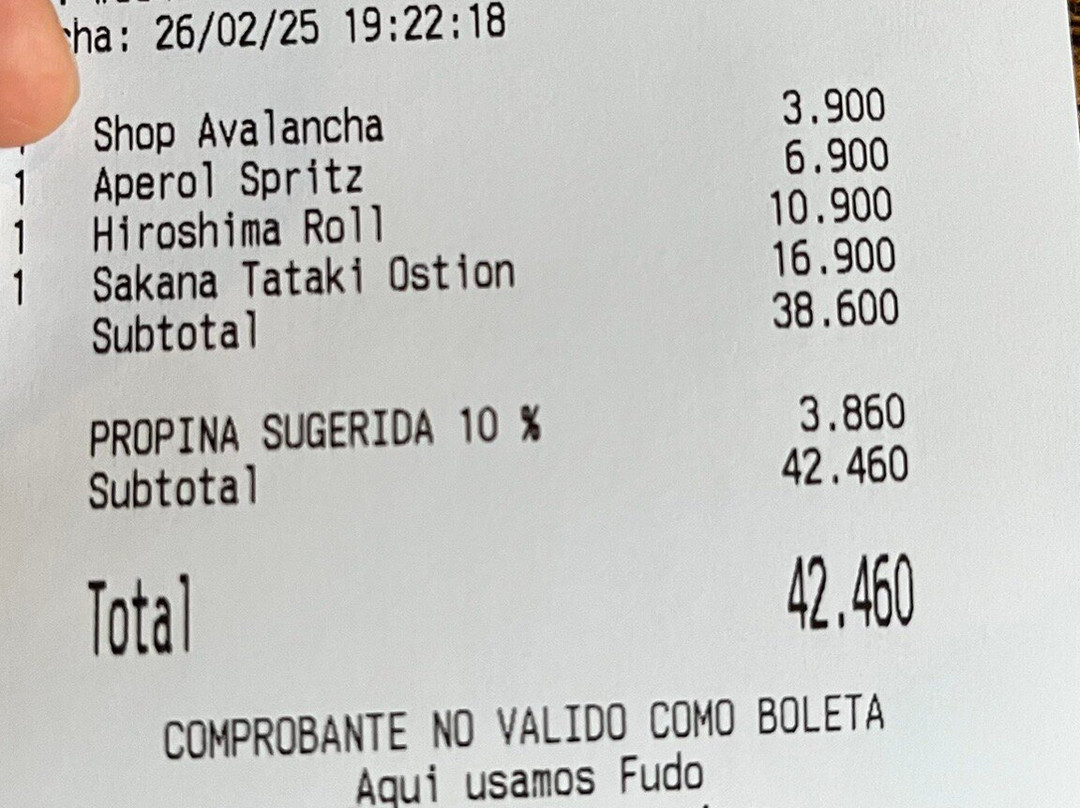 ha: 26/02/25 19:22:18
Shop Avalancha 3.900
1 Aperol Spritz 6.900
1 Hiroshima Roll 10.900
1 Sakana Tataki Ostion 16.900
Subtotal 38.600
PROPINA SUGERIDA 10 % 3.860
Subtotal 42.460
Total 42.460
COMPROBANTE NO VALIDO COMO BOLETA
Aqui usamos Fudo